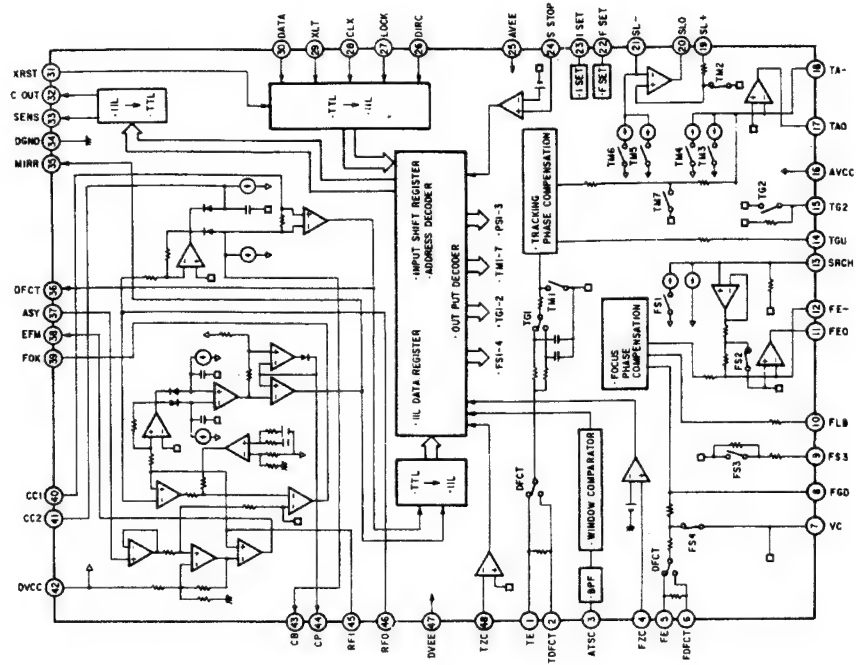 30 DATA
29 XLT
28 CLX
27 LOCK
26 DIRC
25 AVEE
24 S STOP
23 I SET
22 F SET
21 SL-
20 SLO
19 SL+
XRST 31
C OUT 32
SENS 33
DGND 34
MIRR 35
DFCT 36
ASY 37
EFM 38
FOK 39
CC1 40
CC2 41
DVCC 42
·IIL
TTL
TTL
·IIL
·ISET
·FSET
TM2
TM6
TM5
TM4
TM3
TM7
TG2
18 TA-
17 TAO
16 AVCC
15 TG2
14 TGU
13 SRCH
12 FE-
11 FEO
10 FLB
9 FS3
8 FGD
7 VC
·IIL DATA REGISTER
·INPUT SHIFT REGISTER
·ADDRESS DECODER
·OUT PUT DECODER
·FS1-4
·TG1-2
·TM1-7
·PS1-3
·TRACKING
PHASE COMPENSATION
TM1
TG1
·FOCUS
PHASE
COMPENSATION
FS1
FS2
FS3
FS4
·TTL
·IIL
DFCT
·WINDOW COMPARATOR
·BPF
DFCT
CB 43
CP 44
RFI 45
RFO 46
DVEE 47
TZC 48
TE 1
TDFCT 2
ATSC 3
FZC 4
FE 5
FDFCT 6